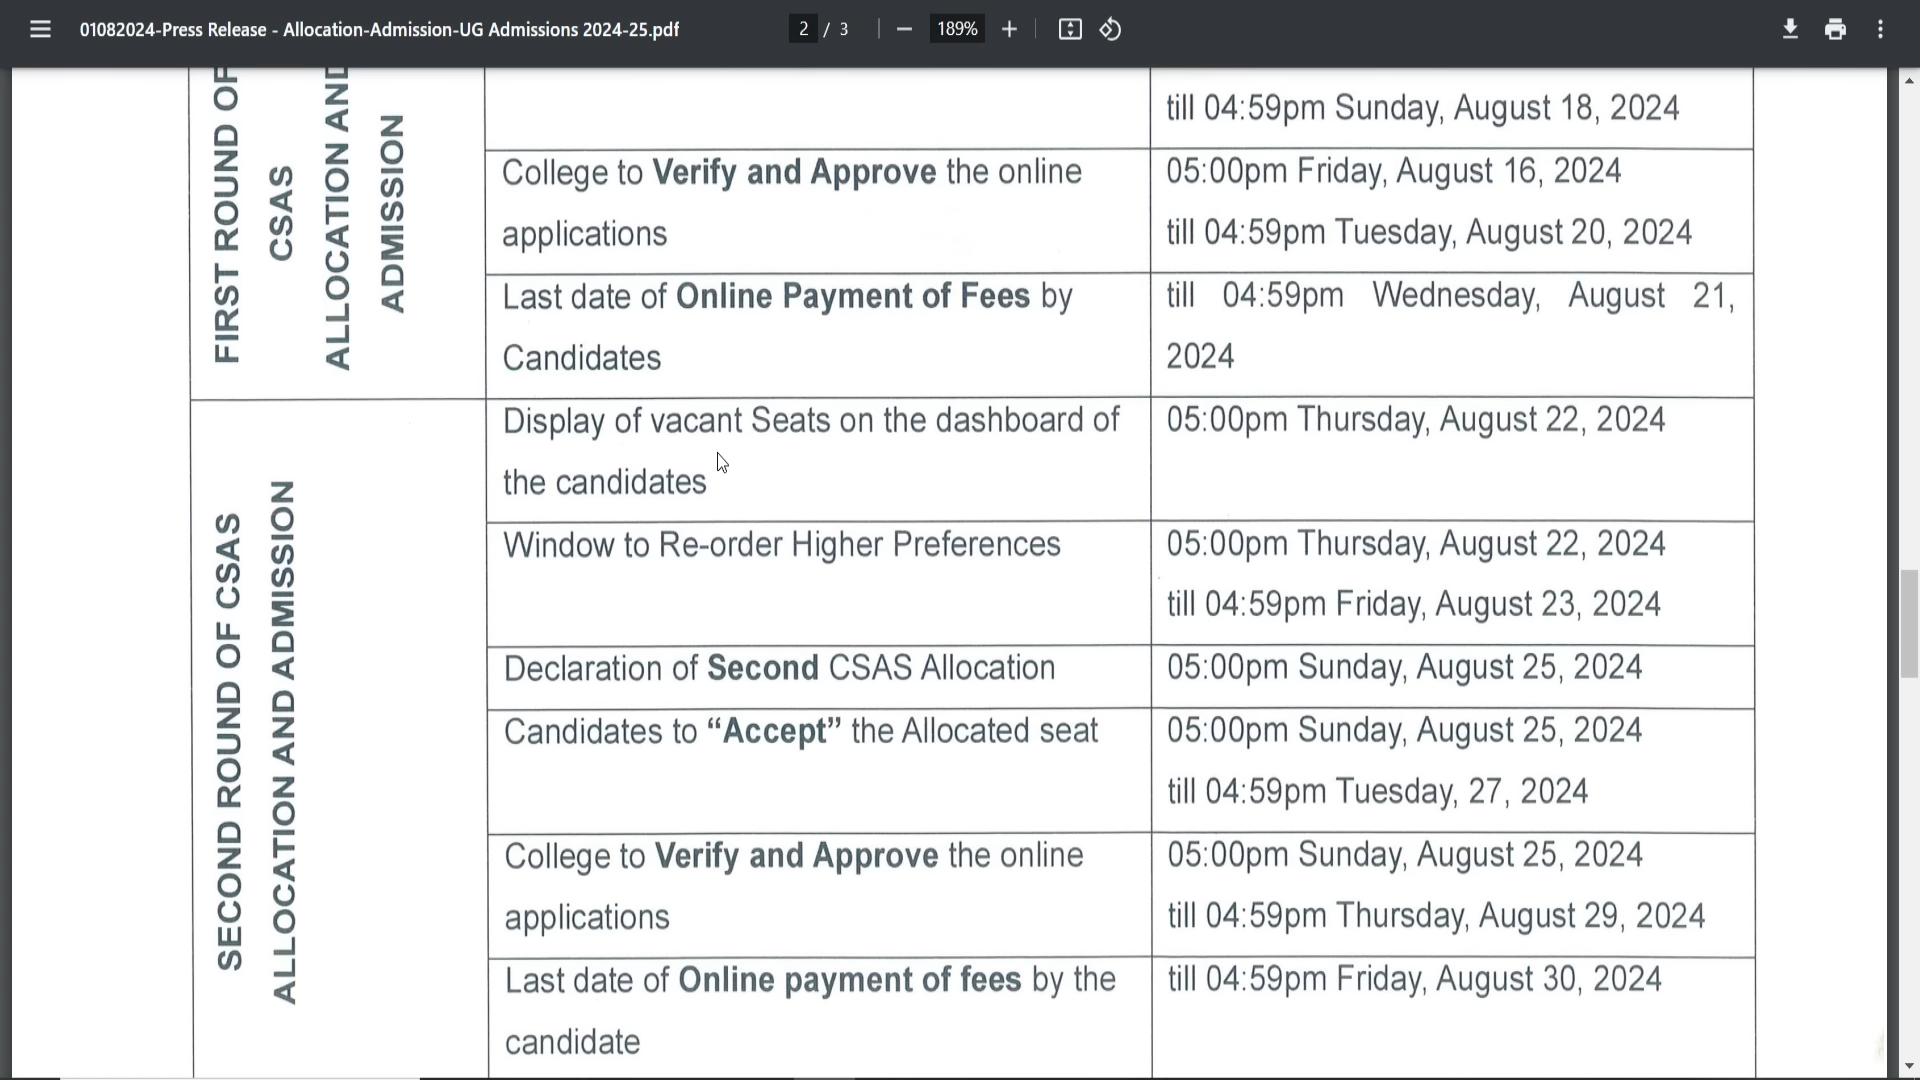 01082024-Press Release - Allocation-Admission-UG Admissions 2024-25.pdf
2 / 3
189%
FIRST ROUND OF
CSAS
ALLOCATION AND
ADMISSION
till 04:59pm Sunday, August 18, 2024
College to Verify and Approve the online
applications
05:00pm Friday, August 16, 2024
till 04:59pm Tuesday, August 20, 2024
Last date of Online Payment of Fees by
Candidates
till 04:59pm Wednesday, August 21,
2024
SECOND ROUND OF CSAS
ALLOCATION AND ADMISSION
Display of vacant Seats on the dashboard of
the candidates
05:00pm Thursday, August 22, 2024
Window to Re-order Higher Preferences
05:00pm Thursday, August 22, 2024
till 04:59pm Friday, August 23, 2024
Declaration of Second CSAS Allocation
05:00pm Sunday, August 25, 2024
Candidates to “Accept” the Allocated seat
05:00pm Sunday, August 25, 2024
till 04:59pm Tuesday, 27, 2024
College to Verify and Approve the online
applications
05:00pm Sunday, August 25, 2024
till 04:59pm Thursday, August 29, 2024
Last date of Online payment of fees by the
candidate
till 04:59pm Friday, August 30, 2024